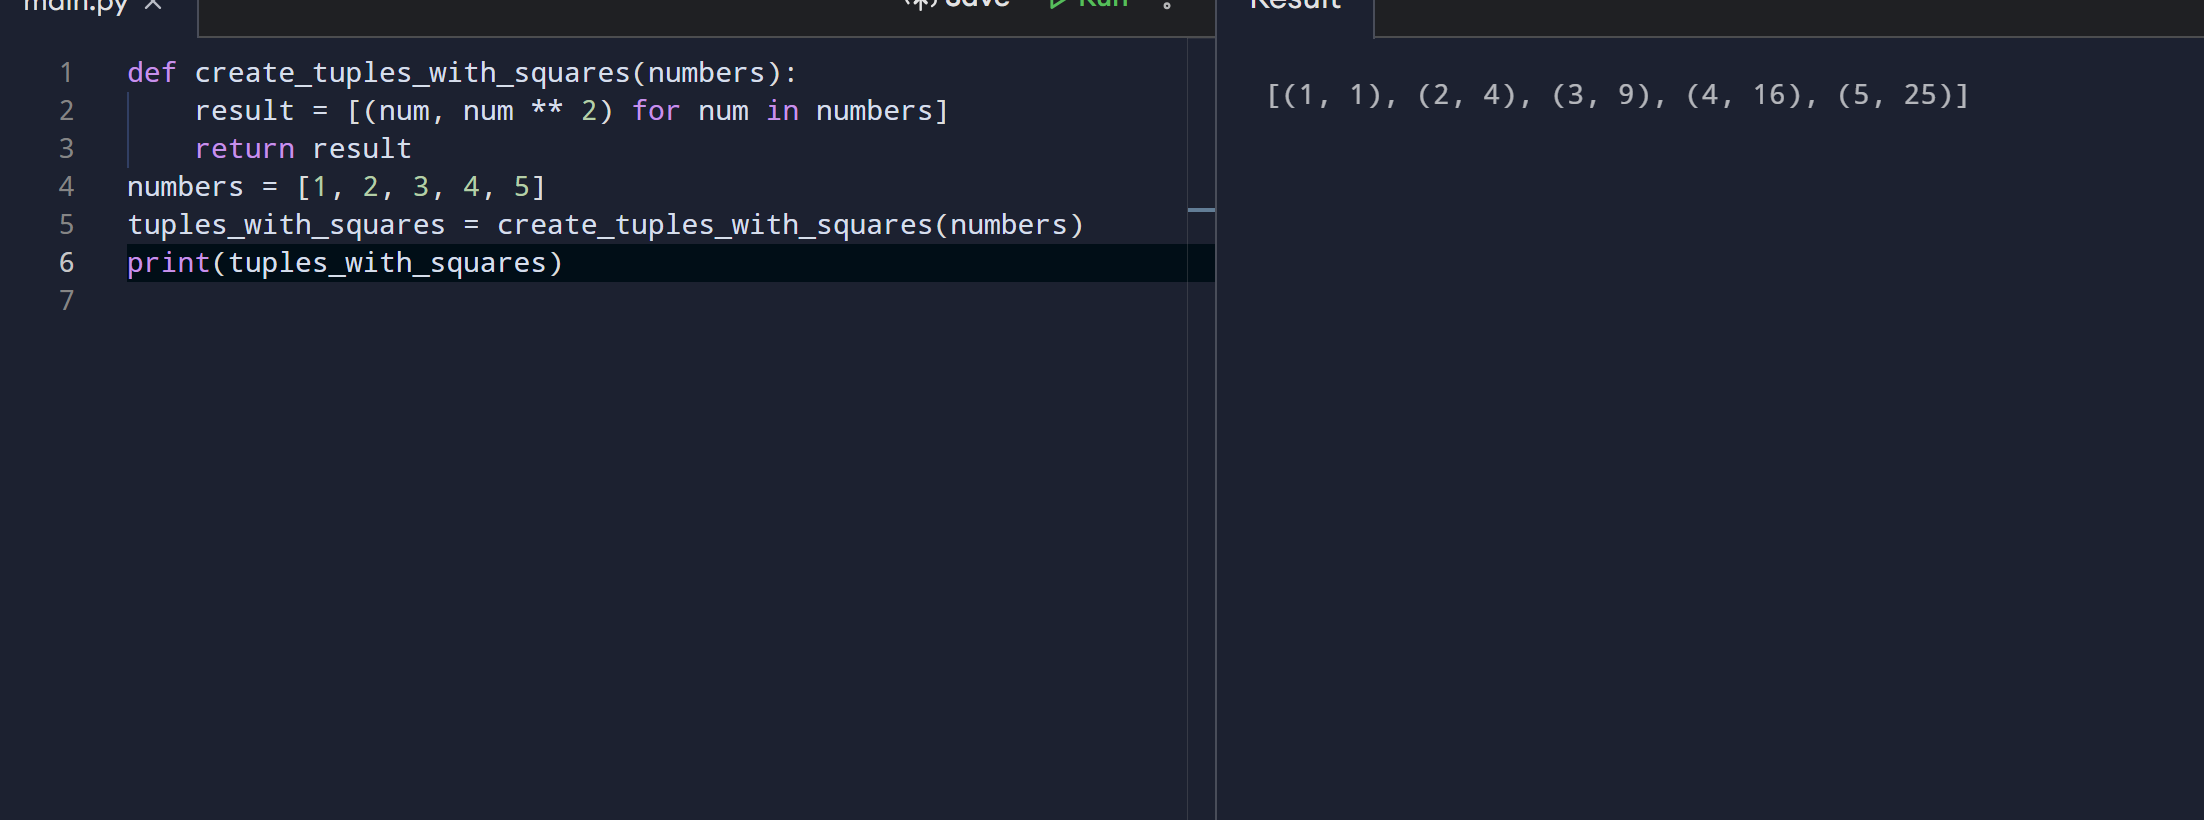 main.py ×
Save Run
Result
1 def create_tuples_with_squares(numbers):
2     result = [(num, num ** 2) for num in numbers]
3     return result
4 numbers = [1, 2, 3, 4, 5]
5 tuples_with_squares = create_tuples_with_squares(numbers)
6 print(tuples_with_squares)
7
[(1, 1), (2, 4), (3, 9), (4, 16), (5, 25)]